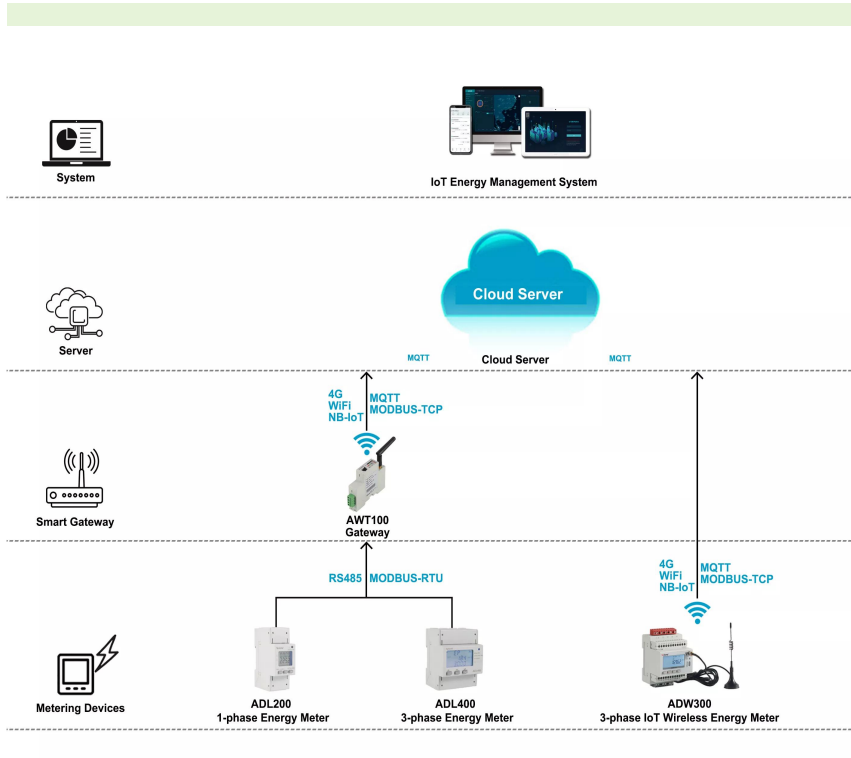 System
IoT Energy Management System
Cloud Server
Server
MQTT
Cloud Server
MQTT
4G
WiFi
NB-IoT
MQTT
MODBUS-TCP
Smart Gateway
AWT100
Gateway
RS485
MODBUS-RTU
4G
WiFi
NB-IoT
MQTT
MODBUS-TCP
Metering Devices
ADL200
1-phase Energy Meter
ADL400
3-phase Energy Meter
ADW300
3-phase IoT Wireless Energy Meter